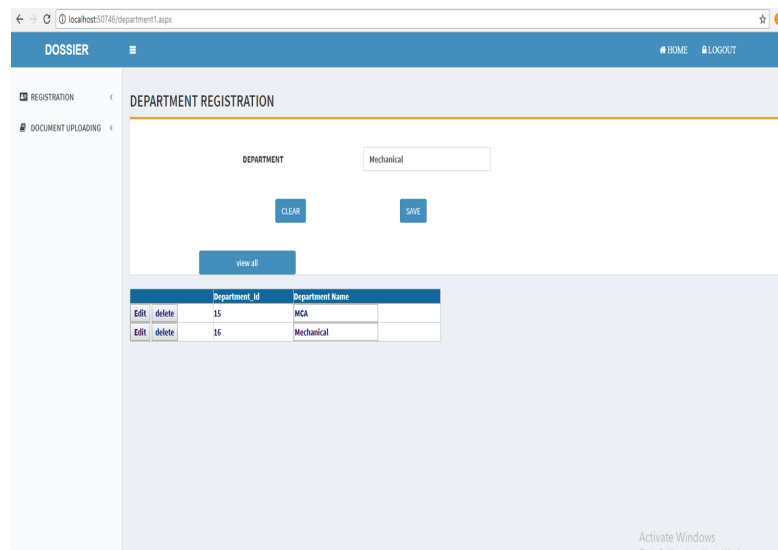 localhost:50746/department1.aspx
DOSSIER
HOME LOGOUT
REGISTRATION
DEPARTMENT REGISTRATION
DOCUMENT UPLOADING
DEPARTMENT Mechanical
CLEAR SAVE
view all
Department_Id Department Name
Edit delete 15 MCA
Edit delete 16 Mechanical
Activate Windows